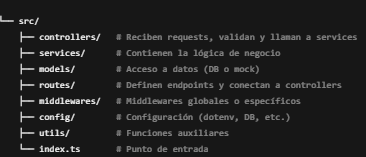 └── src/
├── controllers/ # Reciben requests, validan y llaman a services
├── services/ # Contienen la lógica de negocio
├── models/ # Acceso a datos (DB o mock)
├── routes/ # Definen endpoints y conectan a controllers
├── middlewares/ # Middlewares globales o específicos
├── config/ # Configuración (dotenv, DB, etc.)
├── utils/ # Funciones auxiliares
└── index.ts # Punto de entrada